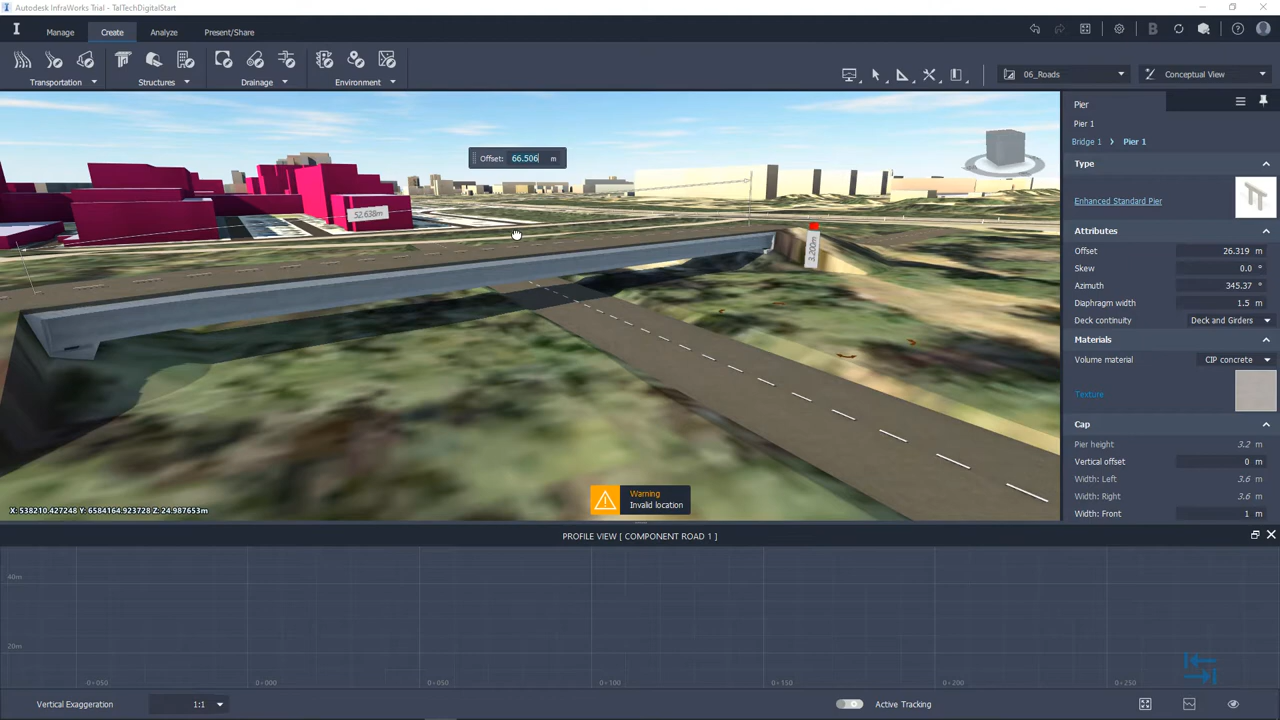 Autodesk InfraWorks Trial - TalTechDigitalStart
Manage
Create
Analyze
Present/Share
Transportation
Structures
Drainage
Environment
06_Roads
Conceptual View
Offset: 66.506 m
52.638m
3.200m
Warning
Invalid location
X: 538210.427248 Y: 6584164.923728 Z: 24.987653m
Pier
Pier 1
Bridge 1 Pier 1
Type
Enhanced Standard Pier
Attributes
Offset 26.319 m
Skew 0.0 °
Azimuth 345.37 °
Diaphragm width 1.5 m
Deck continuity Deck and Girders
Materials
Volume material CIP concrete
Texture
Cap
Pier height 3.2 m
Vertical offset 0 m
Width: Left 3.6 m
Width: Right 3.6 m
Width: Front 1 m
PROFILE VIEW [ COMPONENT ROAD 1 ]
40m
20m
0+050 0+000 0+050 0+100 0+150 0+200 0+250
Vertical Exaggeration 1:1 Active Tracking